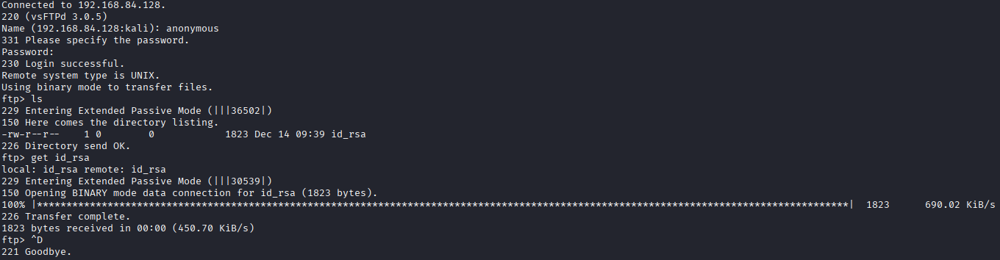 Connected to 192.168.84.128.
220 (vsFTPd 3.0.5)
Name (192.168.84.128:kali): anonymous
331 Please specify the password.
Password:
230 Login successful.
Remote system type is UNIX.
Using binary mode to transfer files.
ftp> ls
229 Entering Extended Passive Mode (|||36502|)
150 Here comes the directory listing.
-rw-r--r--    1 0        0            1823 Dec 14 09:39 id_rsa
226 Directory send OK.
ftp> get id_rsa
local: id_rsa remote: id_rsa
229 Entering Extended Passive Mode (|||30539|)
150 Opening BINARY mode data connection for id_rsa (1823 bytes).
100% |******************************************************************************************************************************************|  1823      690.02 KiB/s
226 Transfer complete.
1823 bytes received in 00:00 (450.70 KiB/s)
ftp> ^D
221 Goodbye.